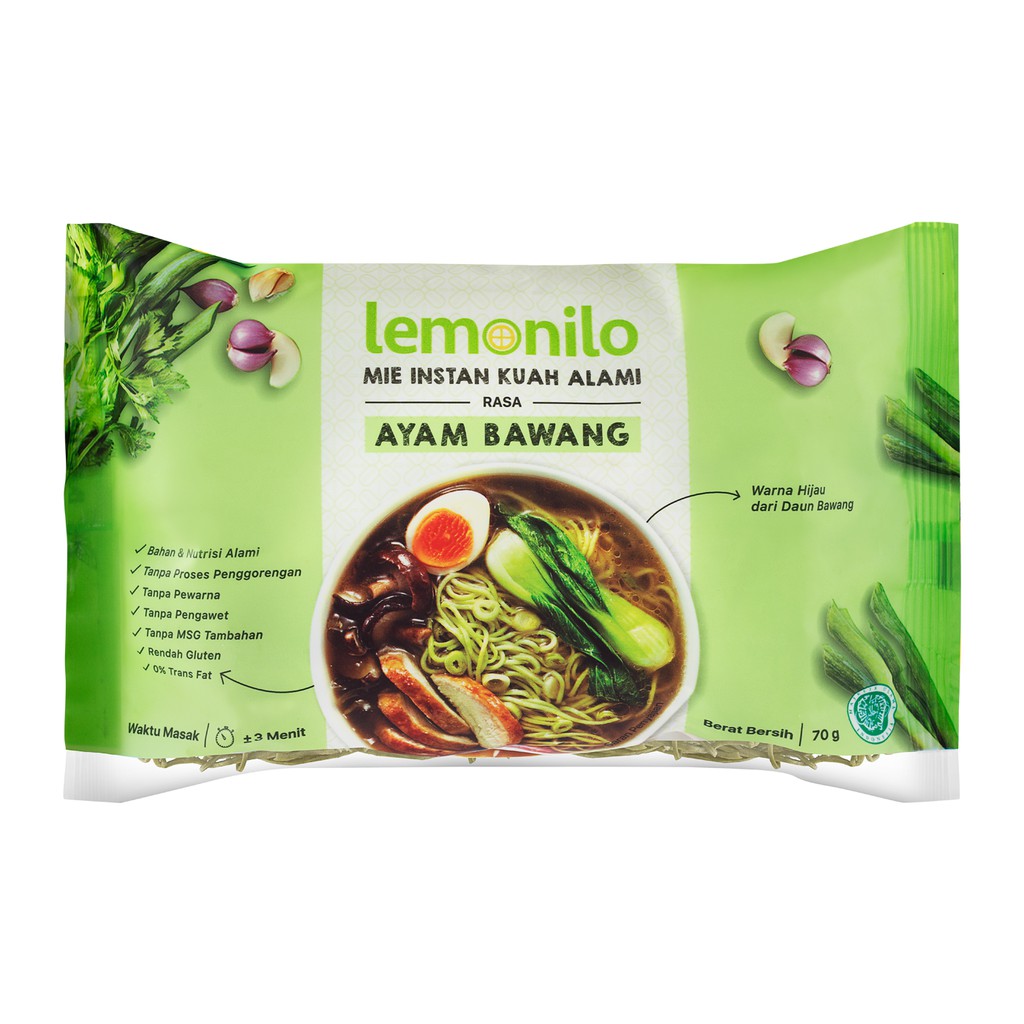 lemonilo
MIE INSTAN KUAH ALAMI
RASA
AYAM BAWANG
Warna Hijau
dari Daun Bawang
Bahan & Nutrisi Alami
Tanpa Proses Penggorengan
Tanpa Pewarna
Tanpa Pengawet
Tanpa MSG Tambahan
Rendah Gluten
0% Trans Fat
Waktu Masak | ± 3 Menit
Berat Bersih | 70 g